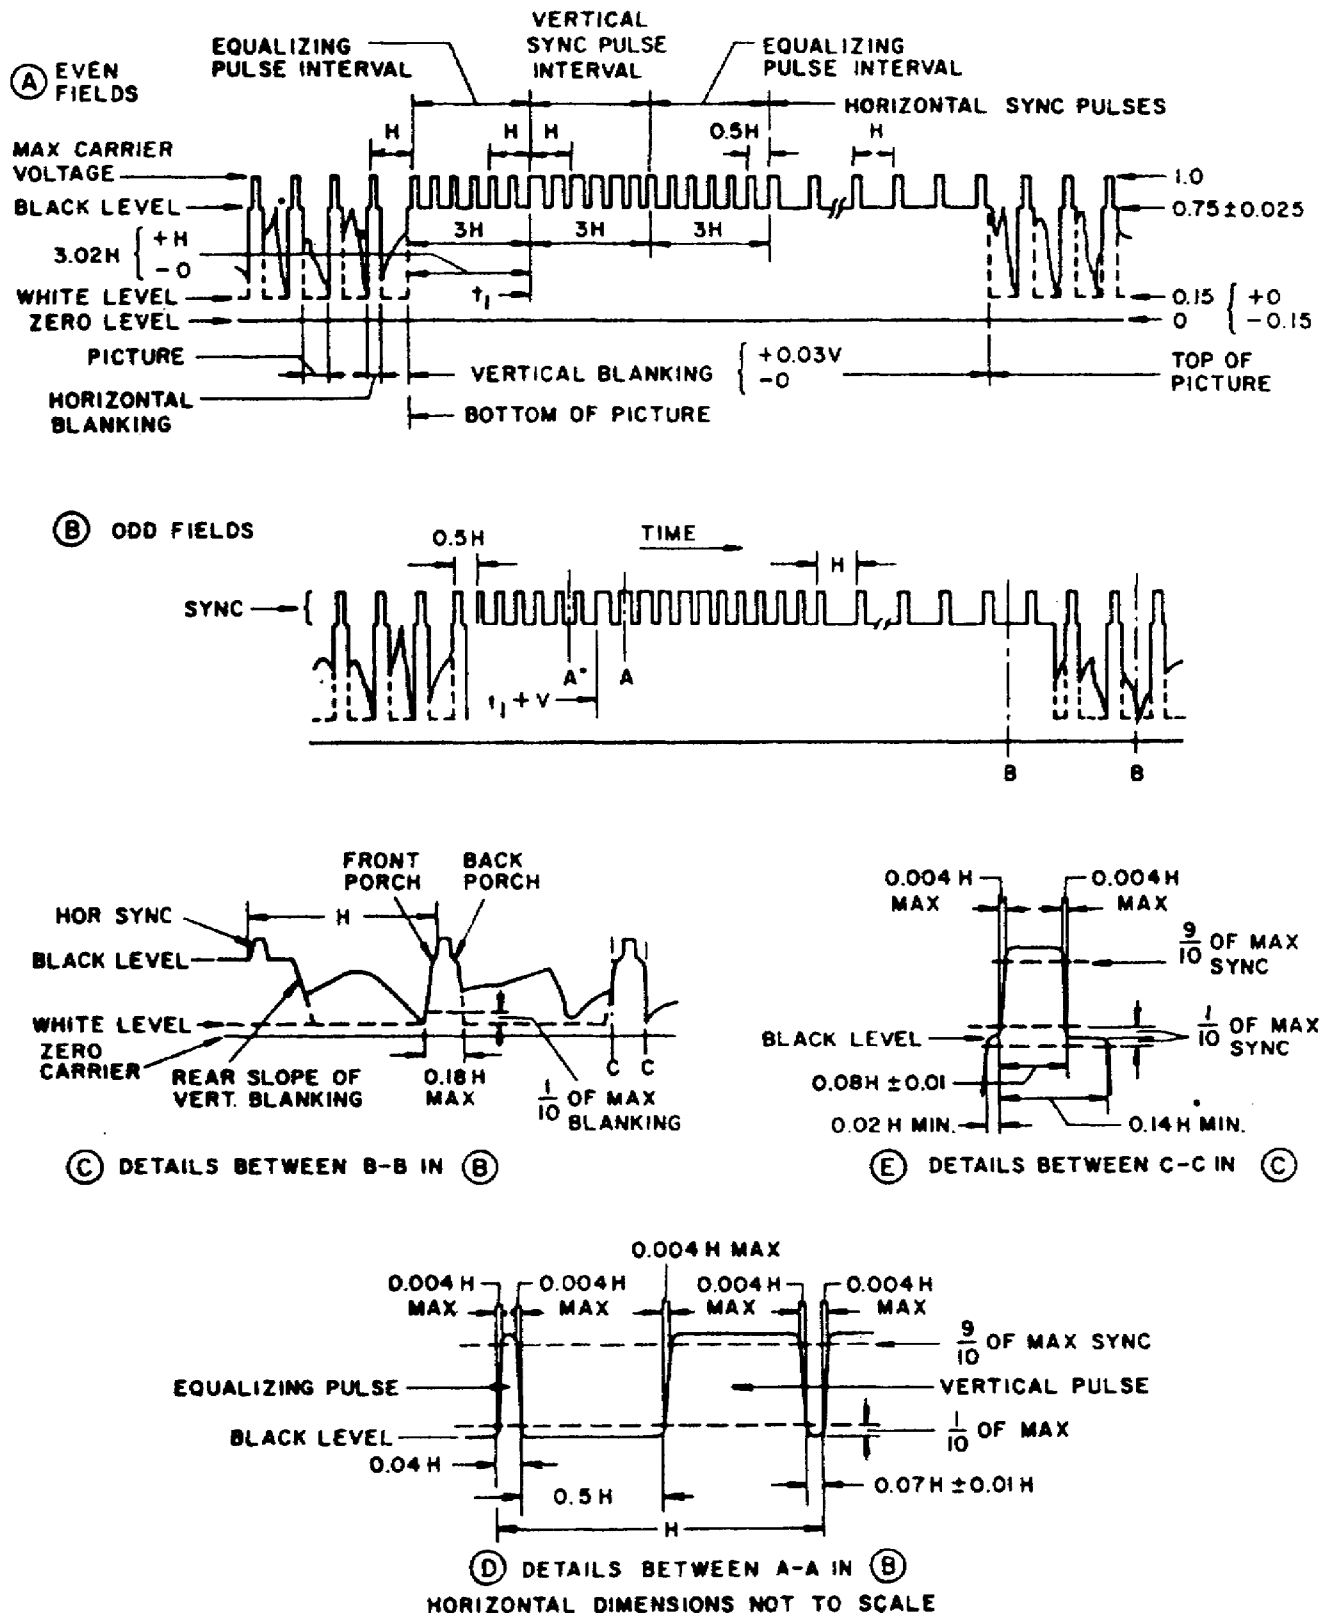 VERTICAL
SYNC PULSE
INTERVAL
EQUALIZING
PULSE INTERVAL
EQUALIZING
PULSE INTERVAL
A EVEN
FIELDS
HORIZONTAL SYNC PULSES
H H H 0.5H H
MAX CARRIER
VOLTAGE
1.0
BLACK LEVEL
0.75±0.025
3H 3H 3H
3.02H { +H
-0
t1
WHITE LEVEL
0.15 { +0
ZERO LEVEL
0 -0.15
PICTURE
VERTICAL BLANKING { +0.03V
-0
TOP OF
PICTURE
HORIZONTAL
BLANKING
BOTTOM OF PICTURE
B ODD FIELDS
0.5H
TIME
H
SYNC
A• A
t1 + V
B B
FRONT
PORCH
BACK
PORCH
HOR SYNC
H
BLACK LEVEL
WHITE LEVEL
ZERO
CARRIER
REAR SLOPE OF
VERT. BLANKING
0.18H
MAX
1/10 OF MAX
BLANKING
C C
C DETAILS BETWEEN B-B IN B
0.004 H
MAX
0.004 H
MAX
9/10 OF MAX
SYNC
BLACK LEVEL
1/10 OF MAX
SYNC
0.08H ±0.01
0.02 H MIN.
0.14H MIN.
E DETAILS BETWEEN C-C IN C
0.004 H MAX
0.004 H
MAX
0.004 H
MAX
0.004 H
MAX
0.004 H
MAX
9/10 OF MAX SYNC
EQUALIZING PULSE
VERTICAL PULSE
BLACK LEVEL
1/10 OF MAX
0.04 H
0.5 H
0.07H ±0.01H
H
D DETAILS BETWEEN A-A IN B
HORIZONTAL DIMENSIONS NOT TO SCALE